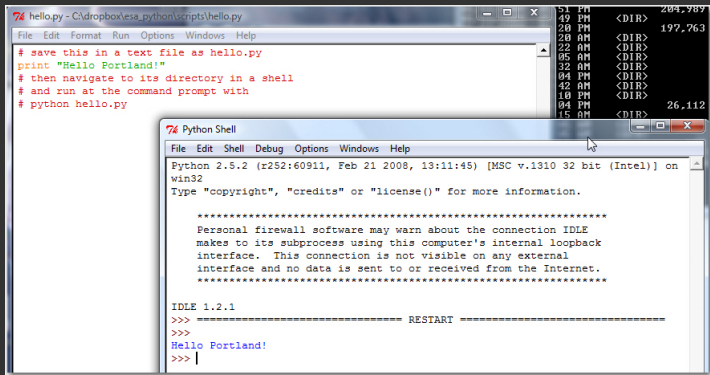 hello.py - C:\dropbox\esa_python\scripts\hello.py
File Edit Format Run Options Windows Help
# save this in a text file as hello.py
print "Hello Portland!"
# then navigate to its directory in a shell
# and run at the command prompt with
# python hello.py
51 PM 204,989
49 PM <DIR>
20 PM 197,763
20 AM <DIR>
22 AM <DIR>
05 AM <DIR>
32 AM <DIR>
04 PM <DIR>
42 AM <DIR>
10 PM <DIR>
04 PM 26,112
15 AM <DIR>
Python Shell
File Edit Shell Debug Options Windows Help
Python 2.5.2 (r252:60911, Feb 21 2008, 13:11:45) [MSC v.1310 32 bit (Intel)] on
win32
Type "copyright", "credits" or "license()" for more information.
****************************************************************
Personal firewall software may warn about the connection IDLE
makes to its subprocess using this computer's internal loopback
interface. This connection is not visible on any external
interface and no data is sent to or received from the Internet.
****************************************************************
IDLE 1.2.1
>>> ================================ RESTART ================================
>>>
Hello Portland!
>>>